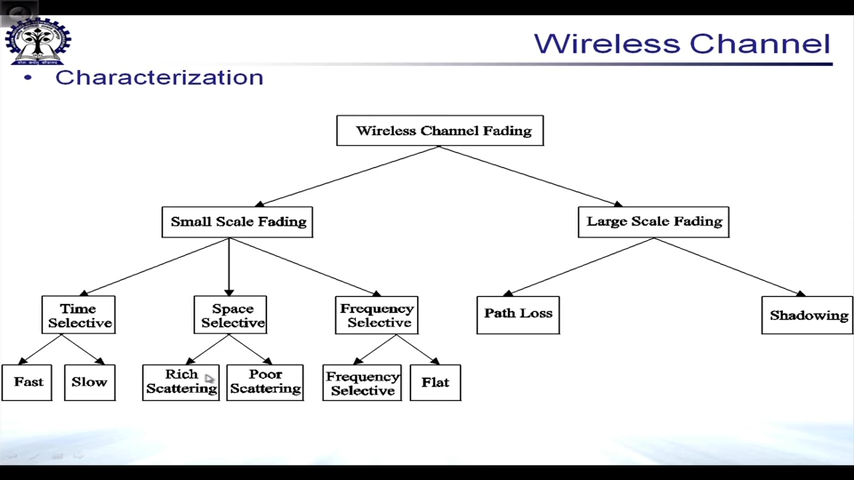 Wireless Channel
• Characterization
Wireless Channel Fading
Small Scale Fading
Large Scale Fading
Time
Selective
Space
Selective
Frequency
Selective
Path Loss
Shadowing
Fast
Slow
Rich
Scattering
Poor
Scattering
Frequency
Selective
Flat